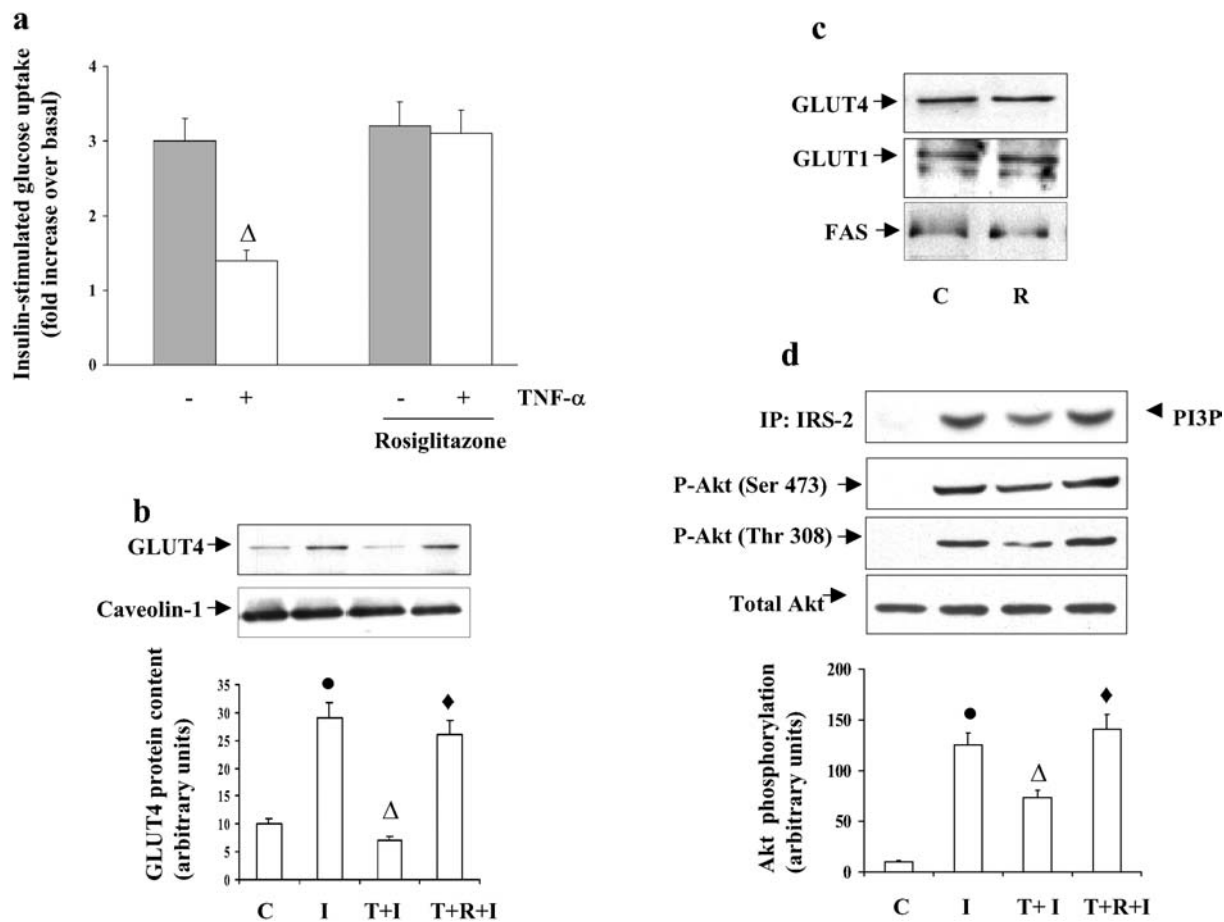 a
Insulin-stimulated glucose uptake
(fold increase over basal)
4
3
2
1
0
Δ
- + - + TNF-α
Rosiglitazone
b
GLUT4
Caveolin-1
GLUT4 protein content
(arbitrary units)
35
30
25
20
15
10
5
0
● Δ ♦
C I T+I T+R+I
c
GLUT4
GLUT1
FAS
C R
d
IP: IRS-2 PI3P
P-Akt (Ser 473)
P-Akt (Thr 308)
Total Akt
Akt phosphorylation
(arbitrary units)
200
150
100
50
0
● Δ ♦
C I T+ I T+R+I